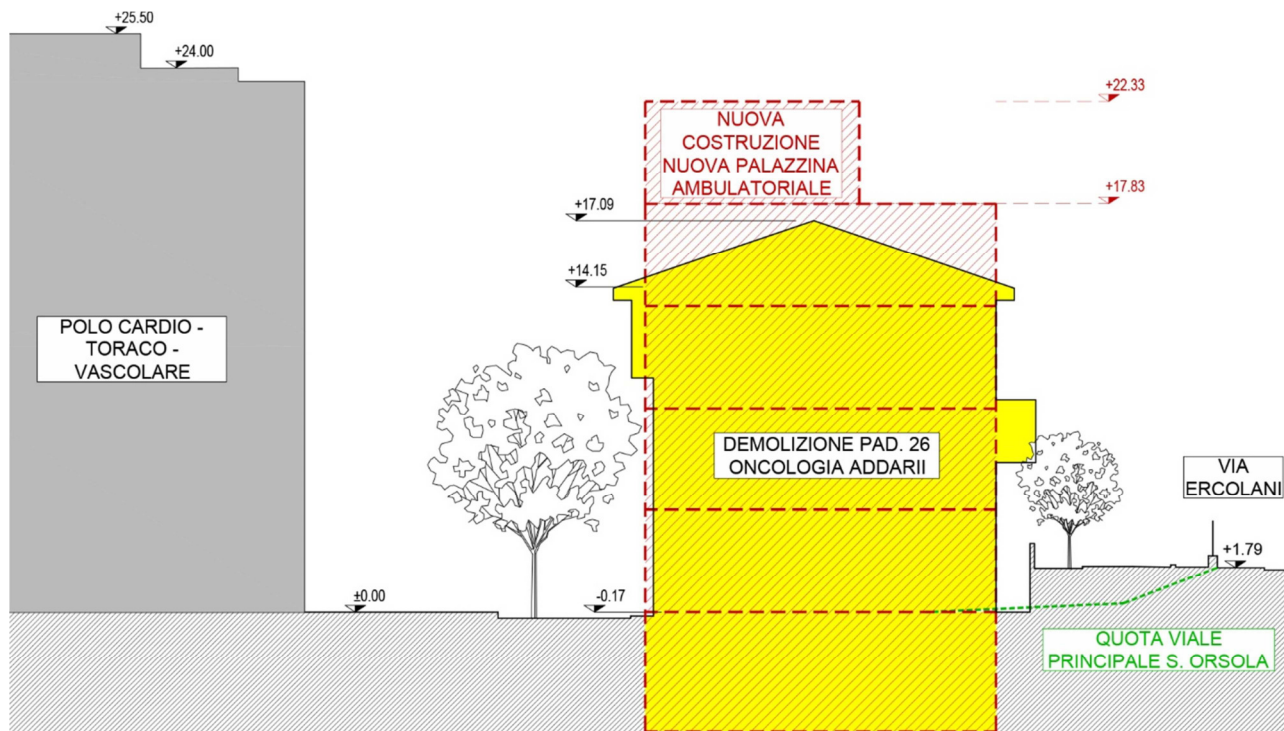 +25.50
+24.00
+22.33
NUOVA
COSTRUZIONE
NUOVA PALAZZINA
AMBULATORIALE
+17.83
+17.09
+14.15
POLO CARDIO -
TORACO -
VASCOLARE
DEMOLIZIONE PAD. 26
ONCOLOGIA ADDARII
VIA
ERCOLANI
+1.79
±0.00
-0.17
QUOTA VIALE
PRINCIPALE S. ORSOLA